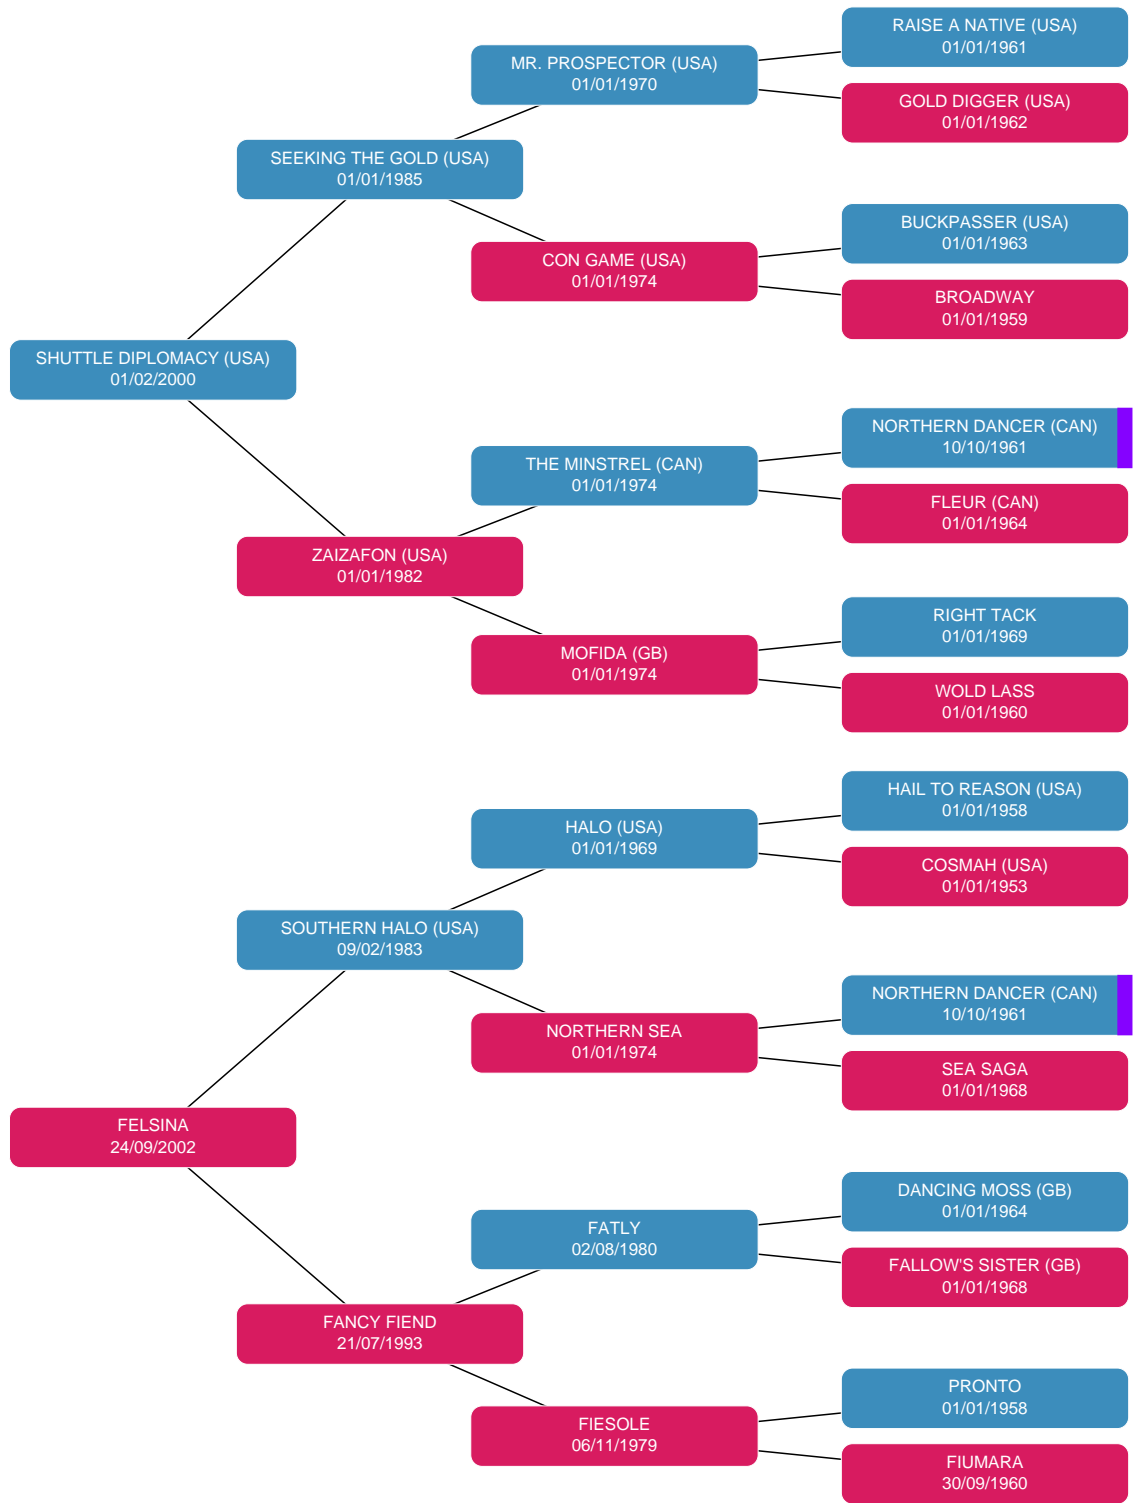 RAISE A NATIVE (USA)
01/01/1961
MR. PROSPECTOR (USA)
01/01/1970
GOLD DIGGER (USA)
01/01/1962
SEEKING THE GOLD (USA)
01/01/1985
BUCKPASSER (USA)
01/01/1963
CON GAME (USA)
01/01/1974
BROADWAY
01/01/1959
SHUTTLE DIPLOMACY (USA)
01/02/2000
NORTHERN DANCER (CAN)
10/10/1961
THE MINSTREL (CAN)
01/01/1974
FLEUR (CAN)
01/01/1964
ZAIZAFON (USA)
01/01/1982
RIGHT TACK
01/01/1969
MOFIDA (GB)
01/01/1974
WOLD LASS
01/01/1960
HAIL TO REASON (USA)
01/01/1958
HALO (USA)
01/01/1969
COSMAH (USA)
01/01/1953
SOUTHERN HALO (USA)
09/02/1983
NORTHERN DANCER (CAN)
10/10/1961
NORTHERN SEA
01/01/1974
SEA SAGA
01/01/1968
FELSINA
24/09/2002
DANCING MOSS (GB)
01/01/1964
FATLY
02/08/1980
FALLOW'S SISTER (GB)
01/01/1968
FANCY FIEND
21/07/1993
PRONTO
01/01/1958
FIESOLE
06/11/1979
FIUMARA
30/09/1960